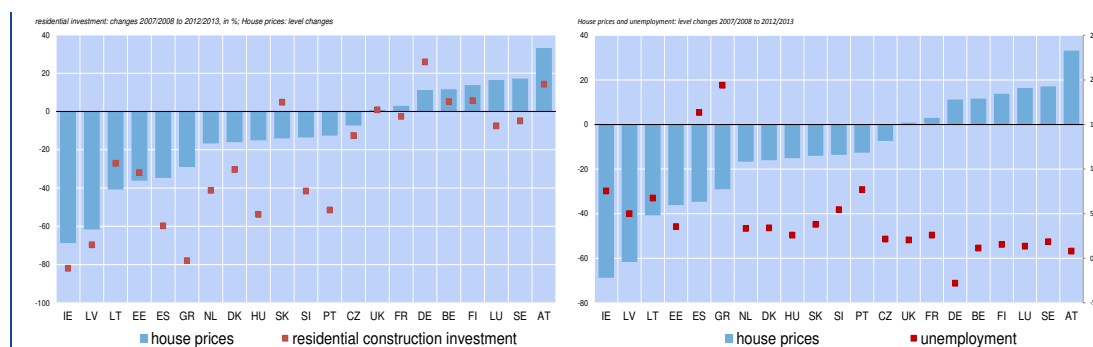 residential investment: changes 2007/2008 to 2012/2013, in %; House prices: level changes
40
20
0
-20
-40
-60
-80
-100
IE LV LT EE ES GR NL DK HU SK SI PT CZ UK FR DE BE FI LU SE AT
house prices residential construction investment
House prices and unemployment: level changes 2007/2008 to 2012/2013
40
20
0
-20
-40
-60
-80
IE LV LT EE ES GR NL DK HU SK SI PT CZ UK FR DE BE FI LU SE AT
house prices unemployment